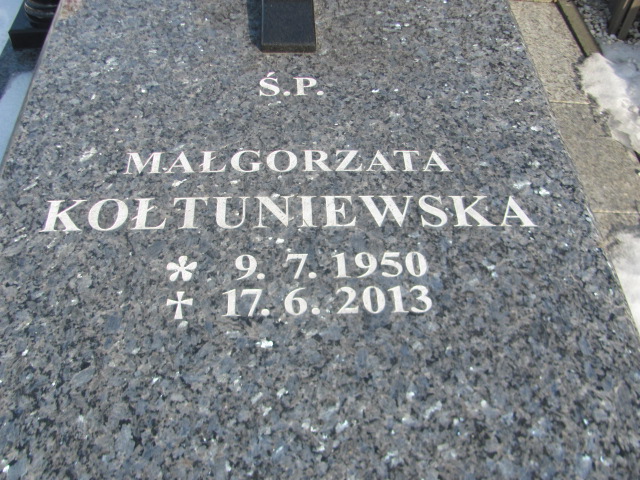 Ś.P.
MAŁGORZATA
KOŁTUNIEWSKA
* 9. 7. 1950
† 17. 6. 2013